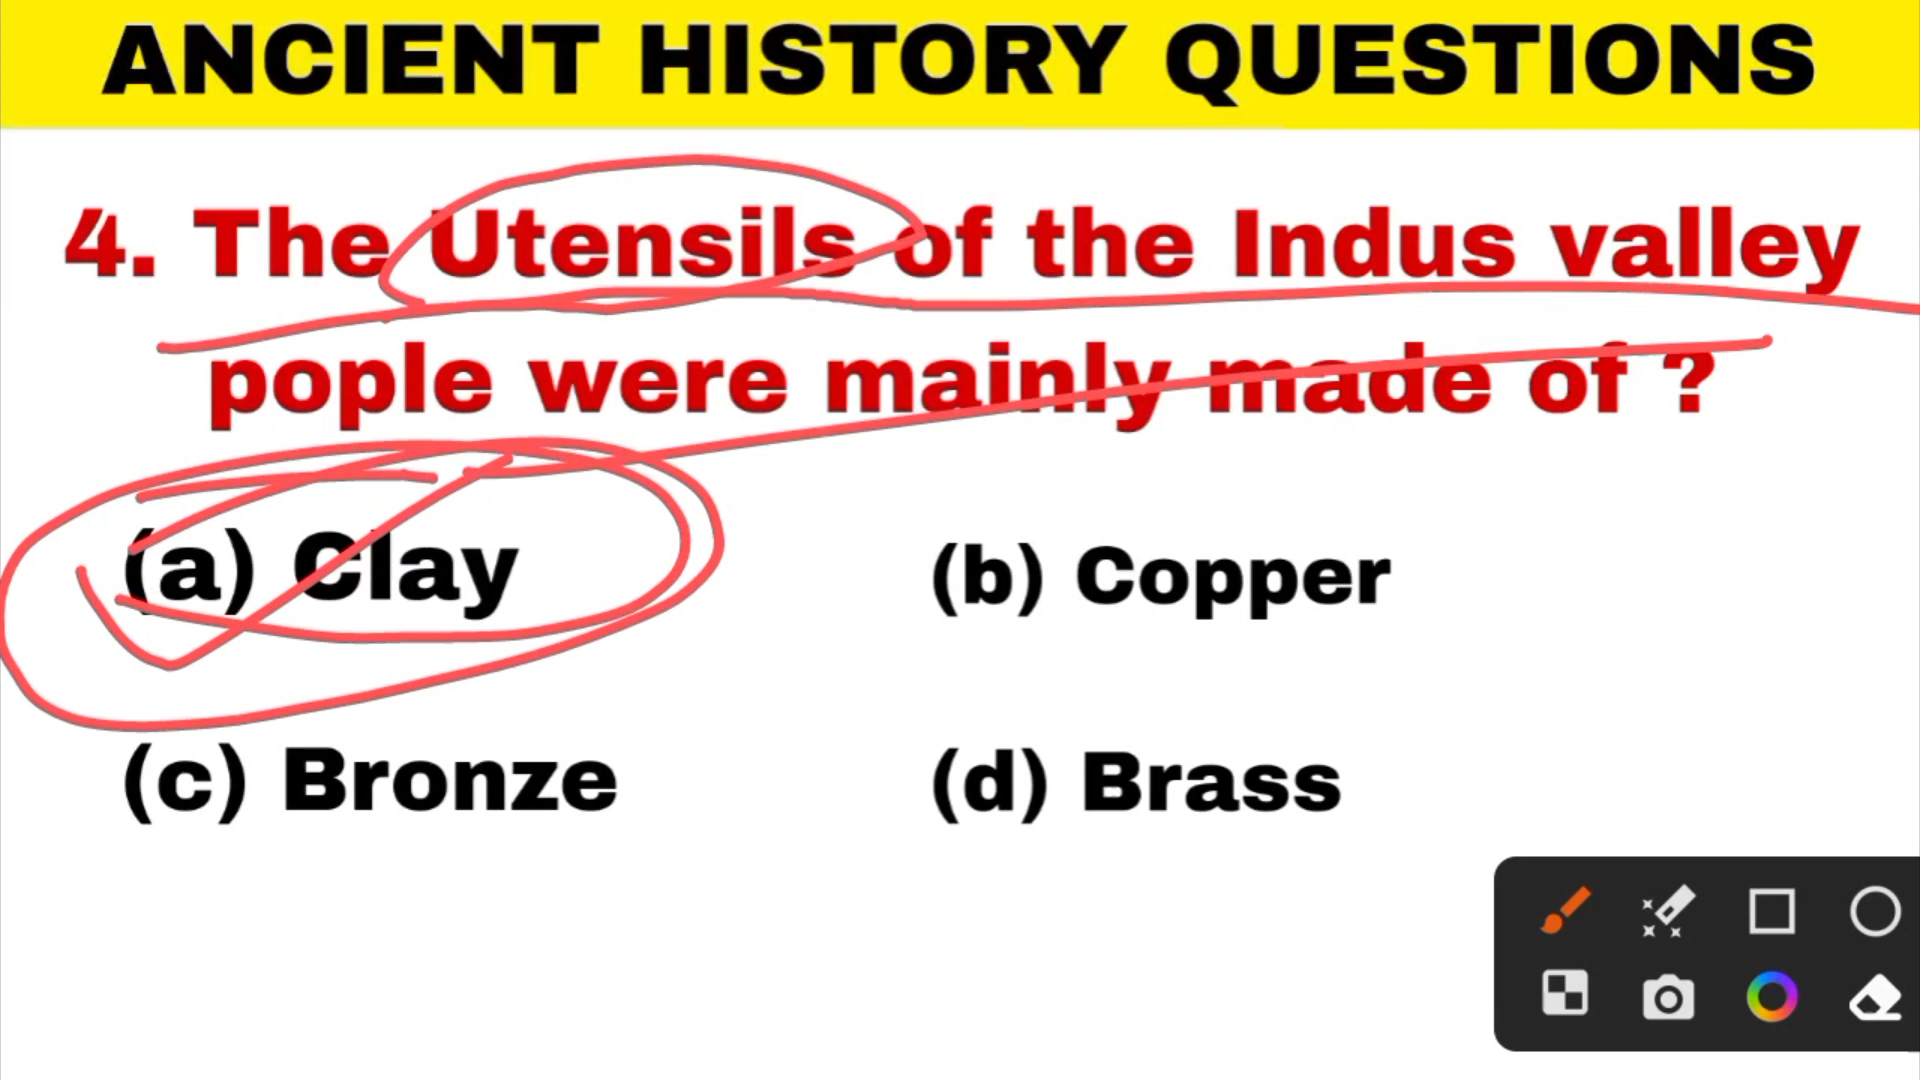 ANCIENT HISTORY QUESTIONS
4. The Utensils of the Indus valley
pople were mainly made of ?
(a) Clay (b) Copper
(c) Bronze (d) Brass